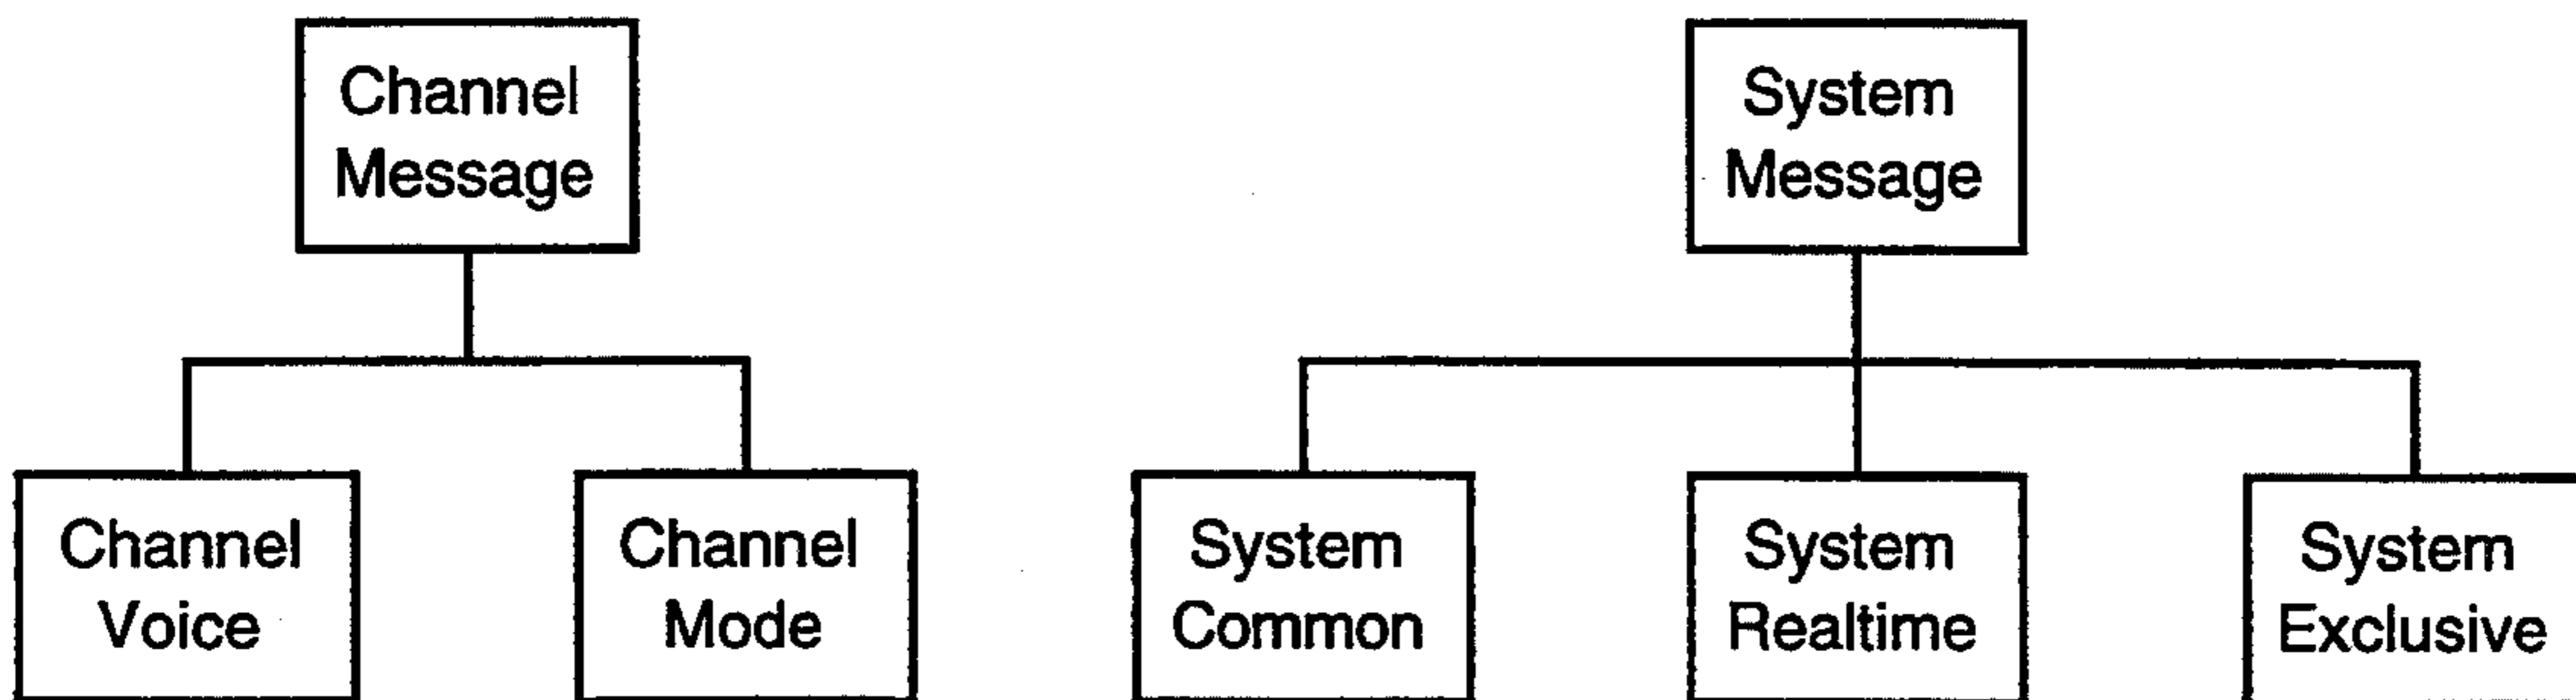 Channel
Message
System
Message
Channel
Voice
Channel
Mode
System
Common
System
Realtime
System
Exclusive